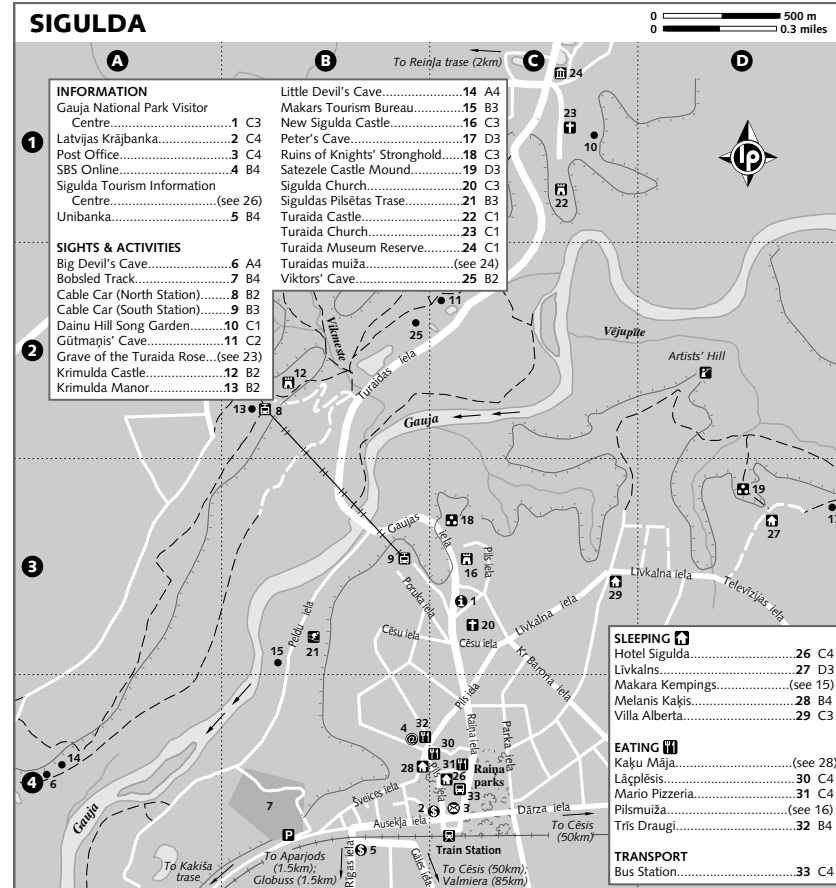 SIGULDA
0 500 m
0 0.3 miles
A B C D
1
2
3
4
INFORMATION
Gauja National Park Visitor
Centre....................1 C3
Latvijas Krājbanka....................2 C4
Post Office....................3 C4
SBS Online....................4 B4
Sigulda Tourism Information
Centre....................(see 26)
Unibanka....................5 B4
SIGHTS & ACTIVITIES
Big Devil's Cave....................6 A4
Bobsled Track....................7 B4
Cable Car (North Station)....................8 B2
Cable Car (South Station)....................9 B3
Dainu Hill Song Garden....................10 C1
Gūtmaņis' Cave....................11 C2
Grave of the Turaida Rose...(see 23)
Krimulda Castle....................12 B2
Krimulda Manor....................13 B2
Little Devil's Cave....................14 A4
Makars Tourism Bureau....................15 B3
New Sigulda Castle....................16 C3
Peter's Cave....................17 D3
Ruins of Knights' Stronghold....18 C3
Satezele Castle Mound....................19 D3
Sigulda Church....................20 C3
Siguldas Pilsētas Trase....................21 B3
Turaida Castle....................22 C1
Turaida Church....................23 C1
Turaida Museum Reserve....................24 C1
Turaidas muiža....................(see 24)
Viktors' Cave....................25 B2
To Reiņa trase (2km)
24
23
10
22
lp
11
25
Vikmeste
Turaidas iela
12
13 8
Gauja
Vējupīte
Artists' Hill
19
27
17
18
Gaujas iela
9
16
Pils iela
Poruka iela
1
20
Cēsu iela
Cēsu iela
Līvkalna iela
Līvkalna iela
29
Televīzijas iela
Kr Barona iela
Peldu iela
21
15
Pils iela
Raiņa iela
Parka iela
32
4 @
30
31
28
26
Pils iela
Raiņa
parks
33
Šveices iela
2
3
Dārza iela
Ausekļa iela
14
6
Gauja
7
P
5
Train Station
Rīgas iela
Gāles iela
To Kakīša
trase
To Aparjods
(1.5km);
Globuss (1.5km)
To Cēsis (50km);
Valmiera (85km)
To Cēsis
(50km)
SLEEPING
Hotel Sigulda....................26 C4
Līvkalns....................27 D3
Makara Kempings....................(see 15)
Melanis Kaķis....................28 B4
Villa Alberta....................29 C3
EATING
Kaķu Māja....................(see 28)
Lāčplēsis....................30 C4
Mario Pizzeria....................31 C4
Pilsmuiža....................(see 16)
Trīs Draugi....................32 B4
TRANSPORT
Bus Station....................33 C4